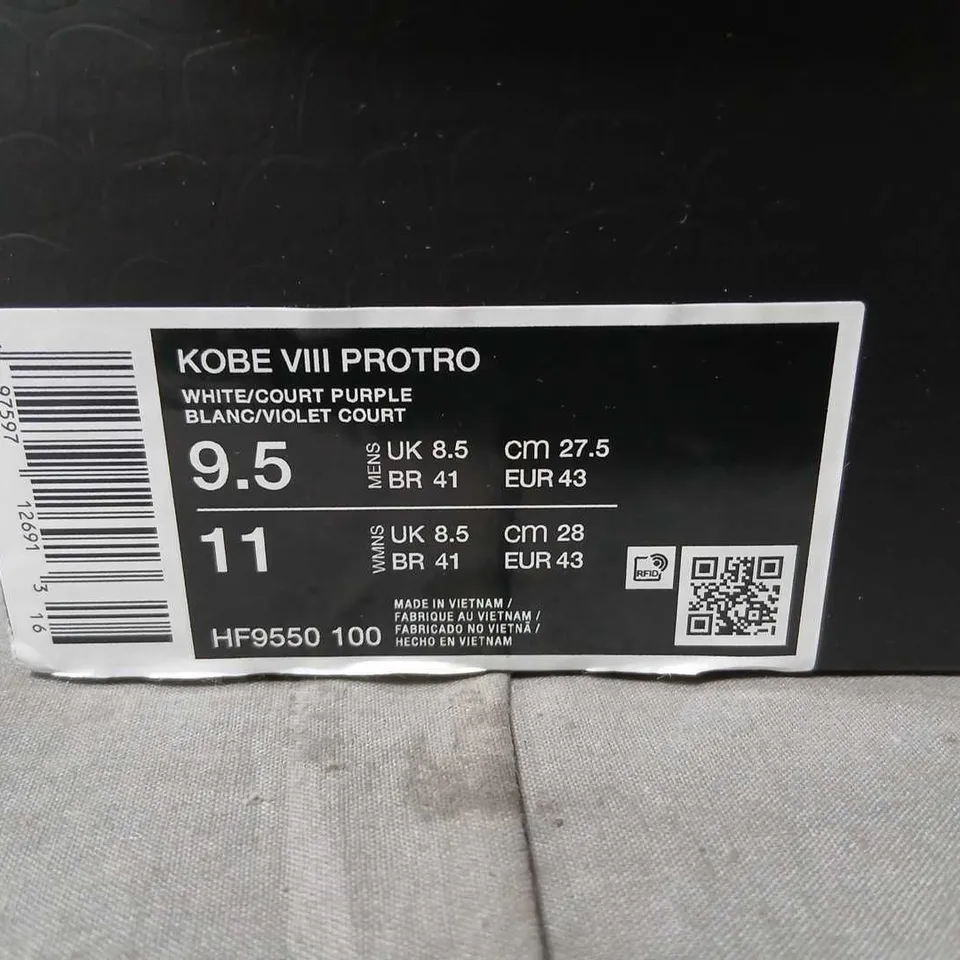 KOBE VIII PROTRO
WHITE/COURT PURPLE
BLANC/VIOLET COURT
9.5 MENS UK 8.5 cm 27.5
BR 41 EUR 43
11 WMNS UK 8.5 cm 28
BR 41 EUR 43
RFID
MADE IN VIETNAM /
FABRIQUE AU VIETNAM /
FABRICADO NO VIETNÃ /
HECHO EN VIETNAM
HF9550 100
97597 12691 3 16